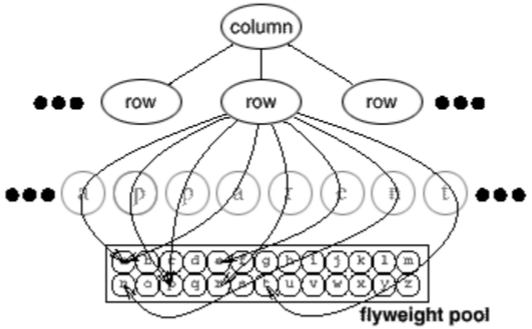 column
row row row
a p p a r e n t
a b c d e f g h i j k l m
n o p q r s t u v w x y z
flyweight pool